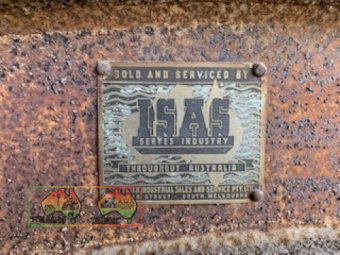 SOLD AND SERVICED BY
ISAS
SERVES INDUSTRY
THROUGHOUT AUSTRALIA
INDUSTRIAL SALES AND SERVICE PTY. LTD.
STREET - SOUTH MELBOURNE